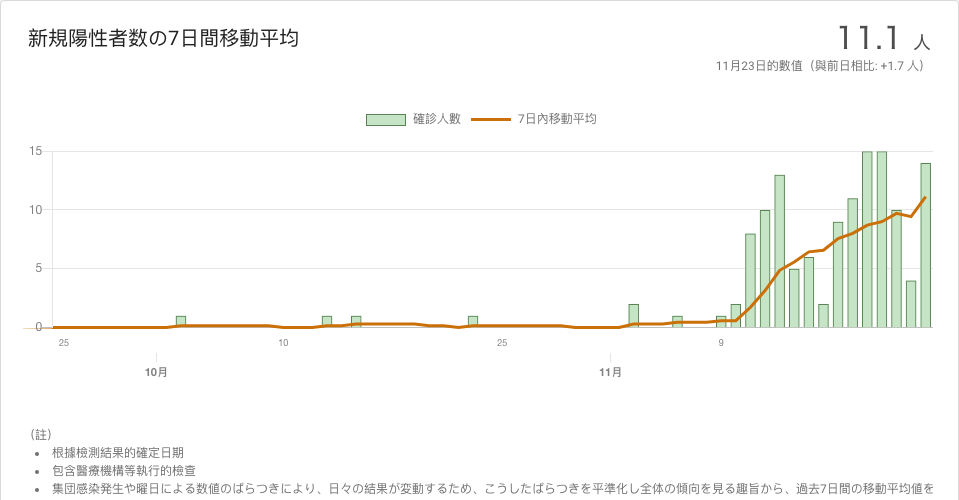 新規陽性者数の7日間移動平均
11.1 人
11月23日的數值（與前日相比: +1.7 人）
確診人數 7日內移動平均
15
10
5
0
25 10 25 9
10月 11月
（註）
• 根據檢測結果的確定日期
• 包含醫療機構等執行的檢查
• 集団感染発生や曜日による数値のばらつきにより、日々の結果が変動するため、こうしたばらつきを平準化し全体の傾向を見る趣旨から、過去7日間の移動平均値を